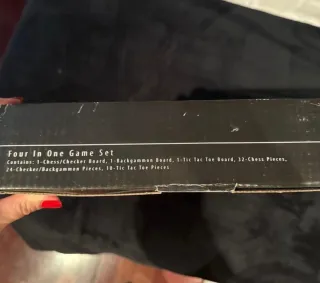 Four In One Game Set
Contains: 1-Chess/Checker Board, 1-Backgammon Board, 1-Tic Tac Toe Board, 32-Chess Pieces,
24-Checker/Backgammon Pieces, 10-Tic Tac Toe Pieces